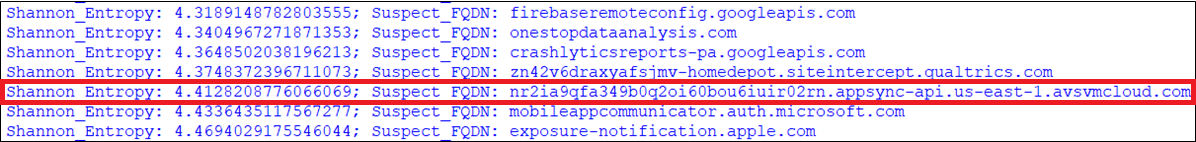 Shannon_Entropy: 4.3189148782803555; Suspect_FQDN: firebaseremoteconfig.googleapis.com
Shannon_Entropy: 4.3404967271871353; Suspect_FQDN: onestopdataanalysis.com
Shannon_Entropy: 4.3648502038196213; Suspect_FQDN: crashlyticsreports-pa.googleapis.com
Shannon_Entropy: 4.3748372396711073; Suspect_FQDN: zn42v6draxyafsjmv-homedepot.siteintercept.qualtrics.com
Shannon_Entropy: 4.4128208776066069; Suspect_FQDN: nr2ia9qfa349b0q2oi60bou6iuir02rn.appsync-api.us-east-1.avsvmcloud.com
Shannon_Entropy: 4.4336435117567277; Suspect_FQDN: mobileappcommunicator.auth.microsoft.com
Shannon_Entropy: 4.4694029175546044; Suspect_FQDN: exposure-notification.apple.com